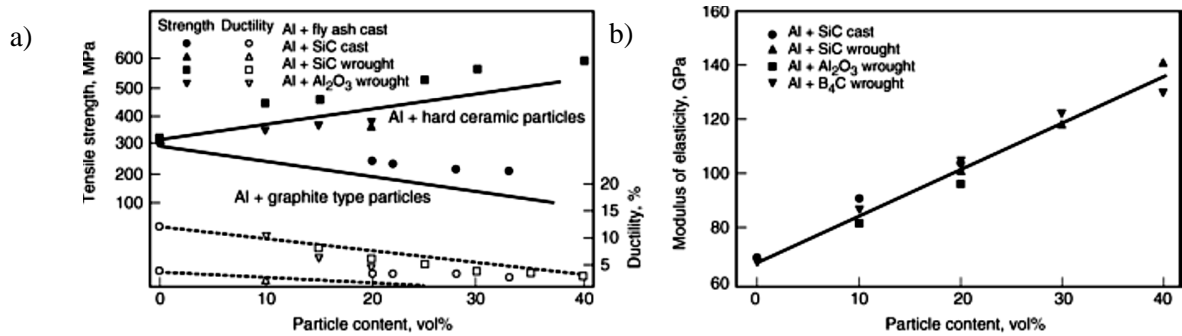 a)
Strength Ductility
Al + fly ash cast
Al + SiC cast
Al + SiC wrought
Al + Al2O3 wrought
Tensile strength, MPa
600
500
400
300
200
100
Al + hard ceramic particles
Al + graphite type particles
20
15
10
5
Ductility, %
0 10 20 30 40
Particle content, vol%
b)
Al + SiC cast
Al + SiC wrought
Al + Al2O3 wrought
Al + B4C wrought
Modulus of elasticity, GPa
160
140
120
100
80
60
0 10 20 30 40
Particle content, vol%